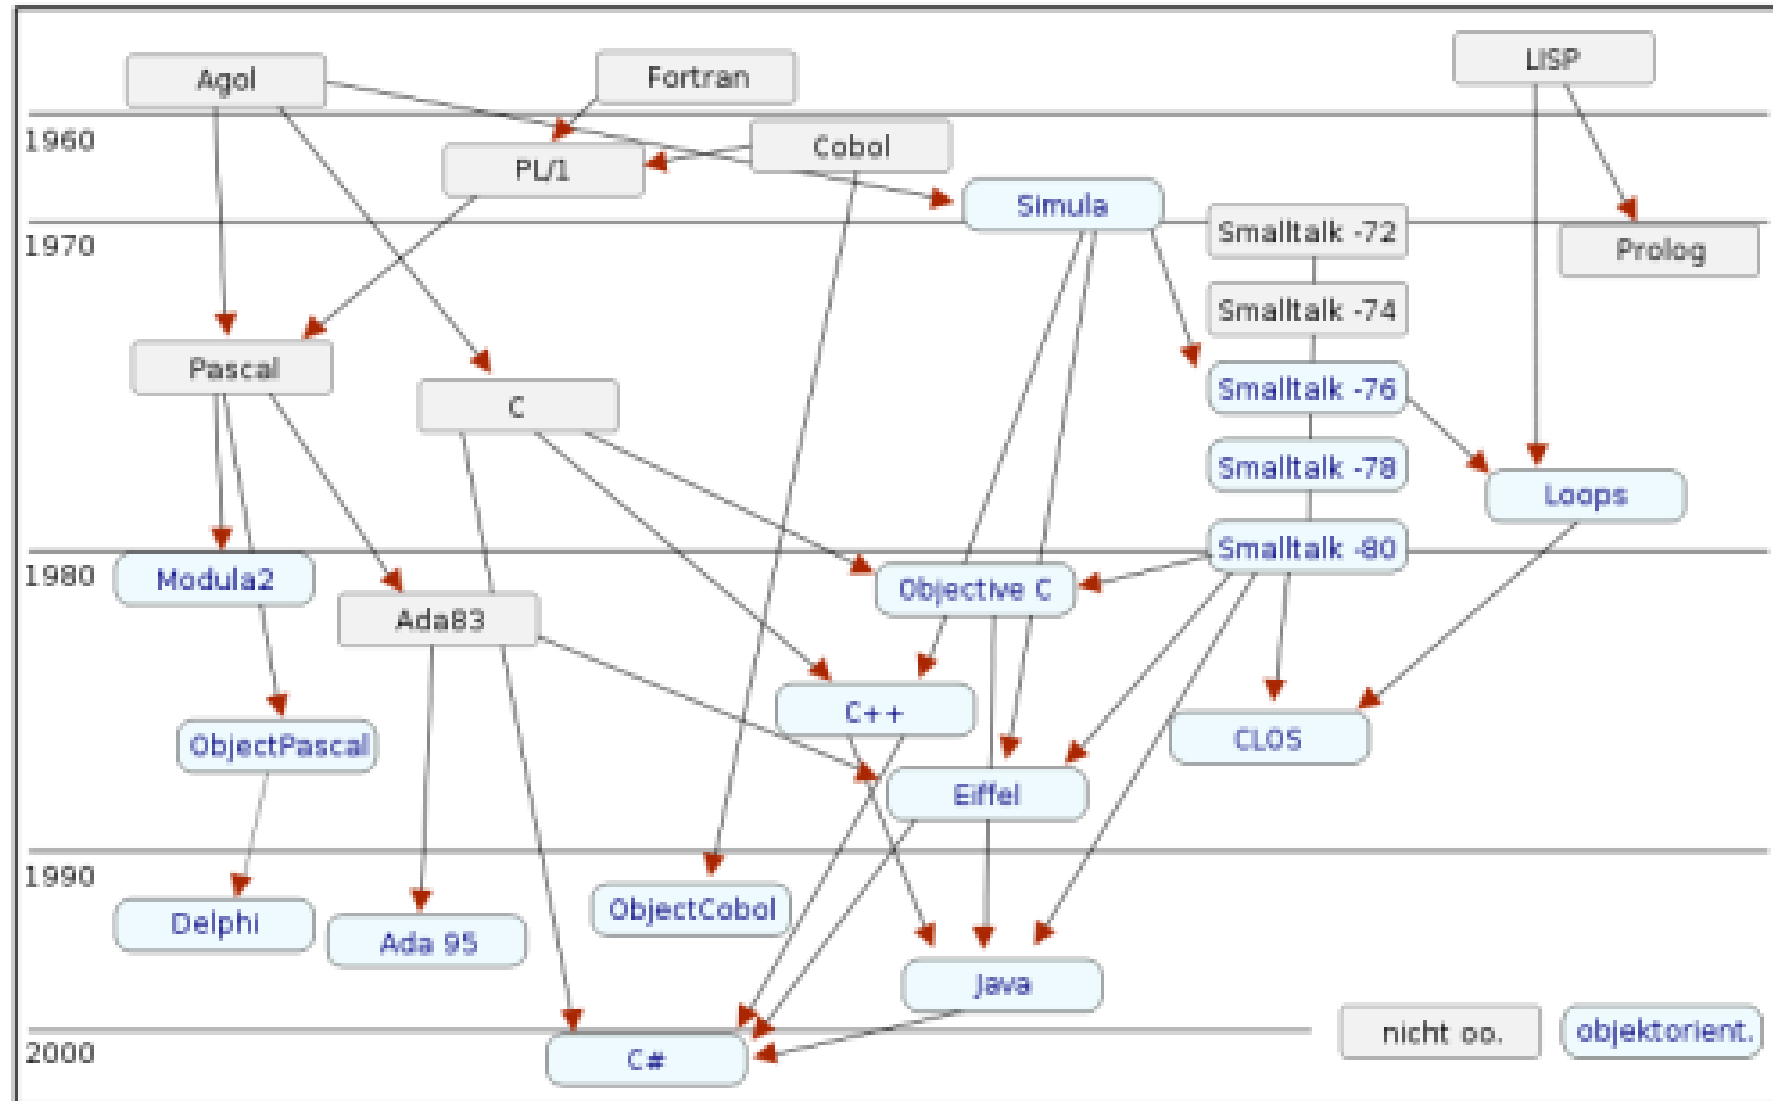 LISP
Agol
Fortran
1960
Cobol
PL/1
Simula
Smalltalk -72
1970
Prolog
Smalltalk -74
Pascal
Smalltalk -76
C
Smalltalk -78
Loops
Smalltalk -80
1980
Modula2
Objective C
Ada83
C++
ObjectPascal
CLOS
Eiffel
1990
ObjectCobol
Delphi
Ada 95
Java
nicht oo.
objektorient.
2000
C#